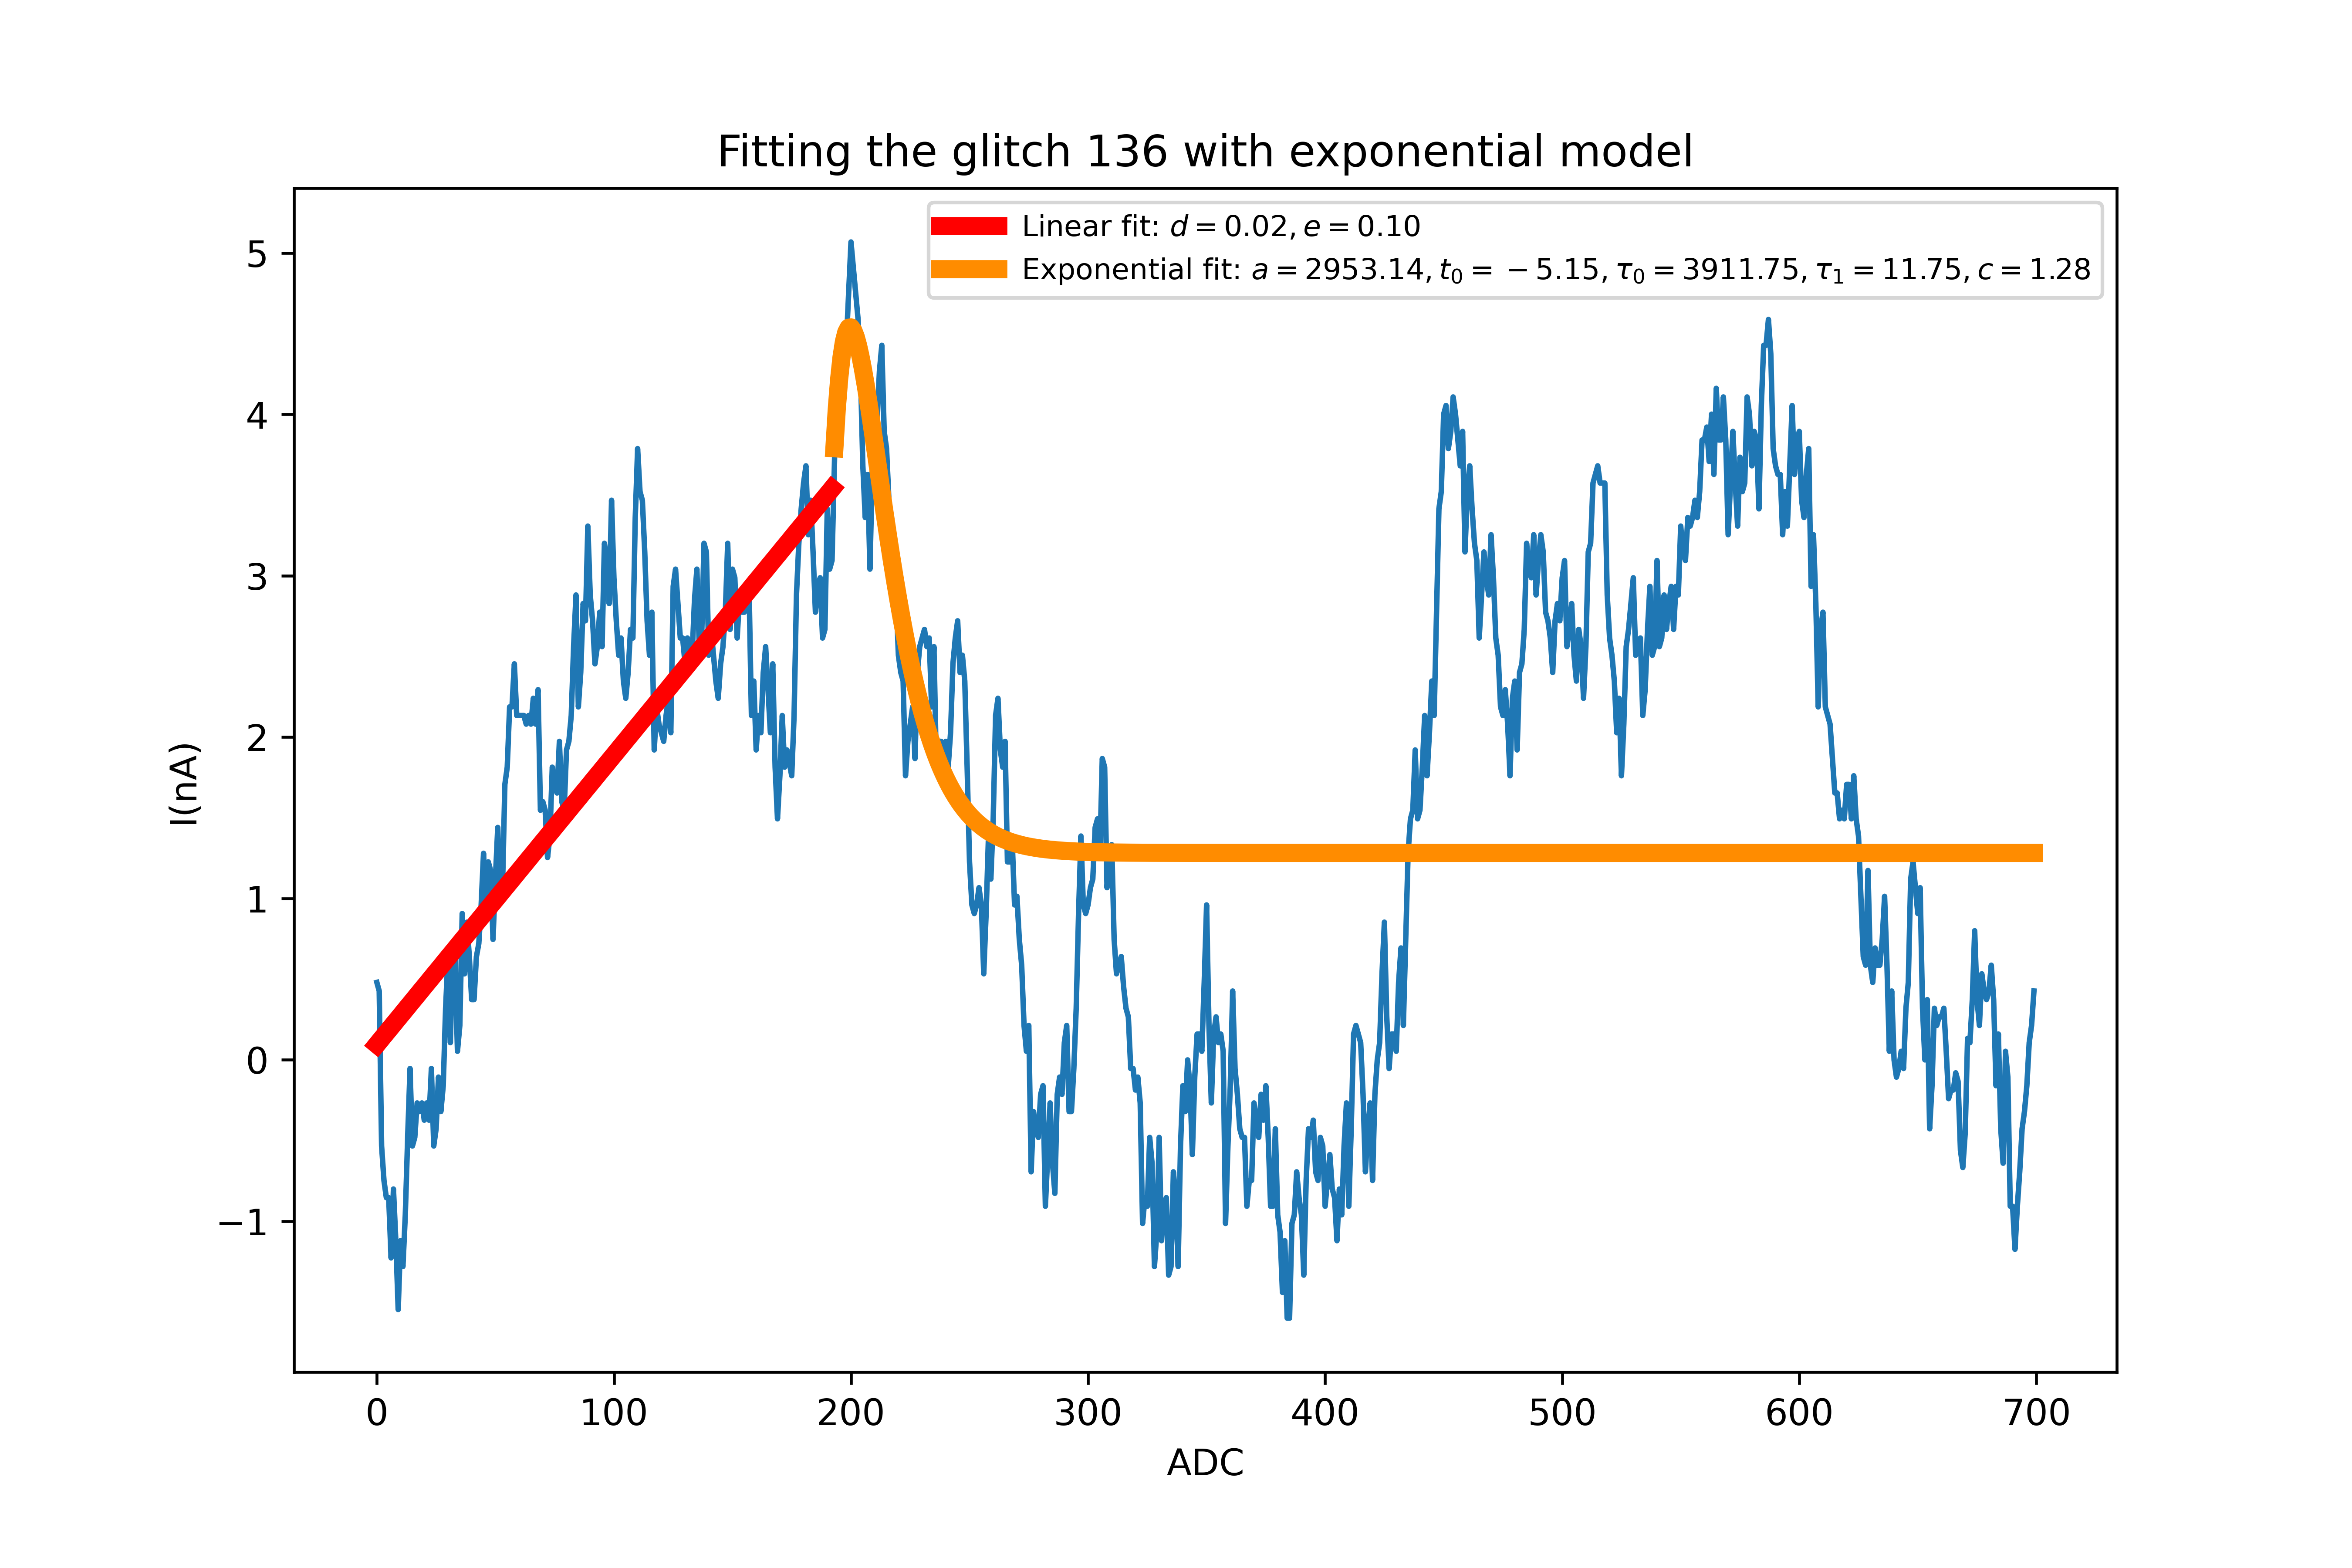 Fitting the glitch 136 with exponential model
Linear fit: d = 0.02, e = 0.10
Exponential fit: a = 2953.14, t₀ = −5.15, τ₀ = 3911.75, τ₁ = 11.75, c = 1.28
I(nA)
5
4
3
2
1
0
−1
0 100 200 300 400 500 600 700
ADC